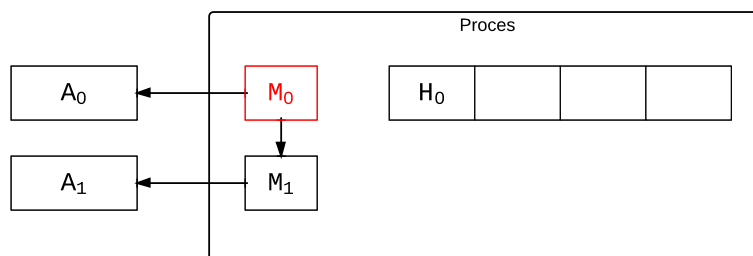 Proces
A₀
M₀
H₀
A₁
M₁